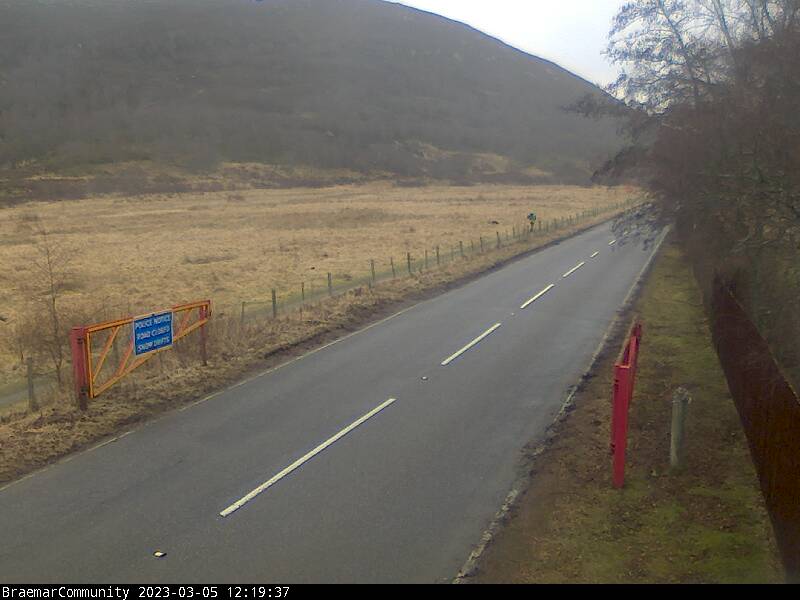 POLICE NOTICE
ROAD CLOSED
SNOW DRIFTS
BraemarCommunity 2023-03-05 12:19:37